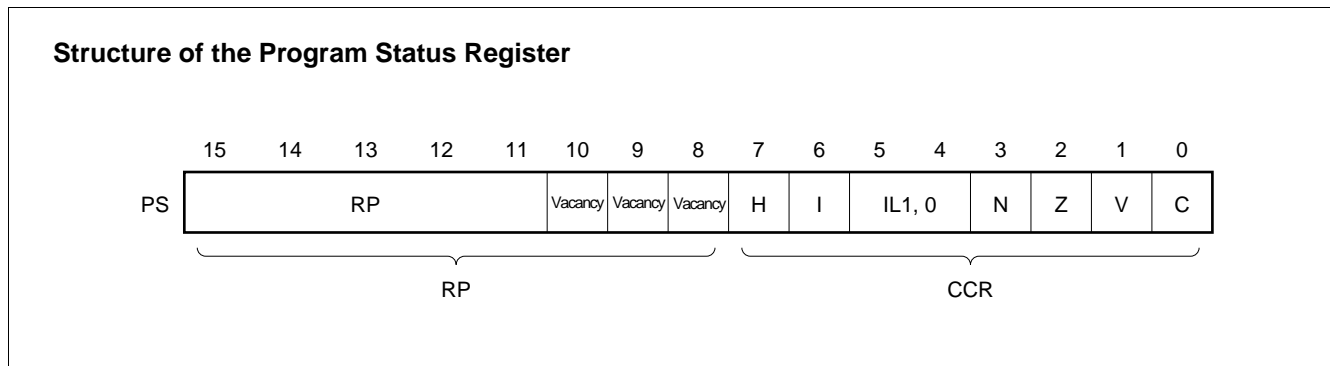 Structure of the Program Status Register
15 14 13 12 11 10 9 8 7 6 5 4 3 2 1 0
PS RP Vacancy Vacancy Vacancy H I IL1, 0 N Z V C
RP CCR